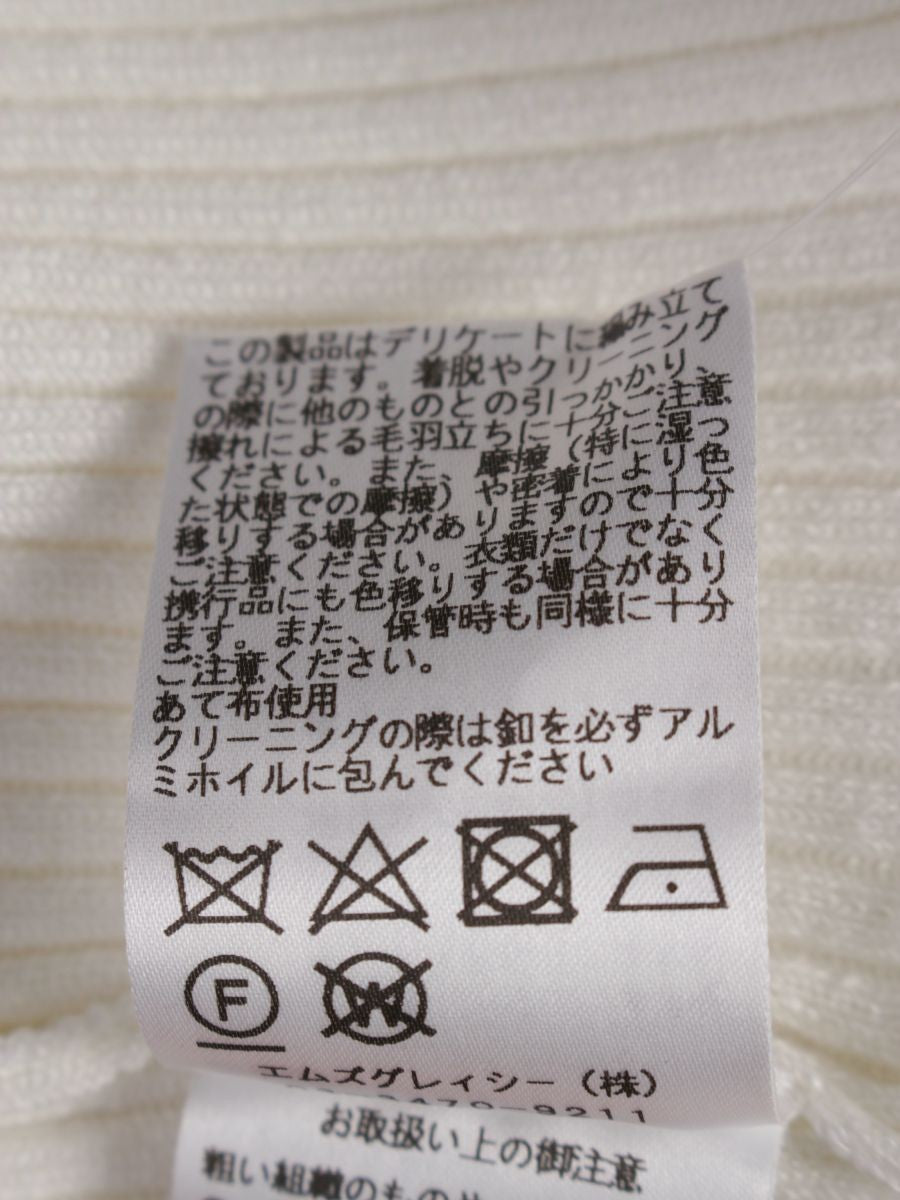 この製品はデリケートに編み立て
ております。着脱やクリーニング
の際に他のものとの引っかかり、
擦れによる毛羽立ちに十分ご注意
ください。また、摩擦（特に湿っ
た状態での摩擦）や密着により色
移りする場合がありますので十分
ご注意ください。衣類だけでなく
携行品にも色移りする場合があり
ます。また、保管時も同様に十分
ご注意ください。
あて布使用
クリーニングの際は釦を必ずアル
ミホイルに包んでください
F
W
エムズグレイシー（株）
3470-9211
お取扱い上の御注意
粗い組織のものや